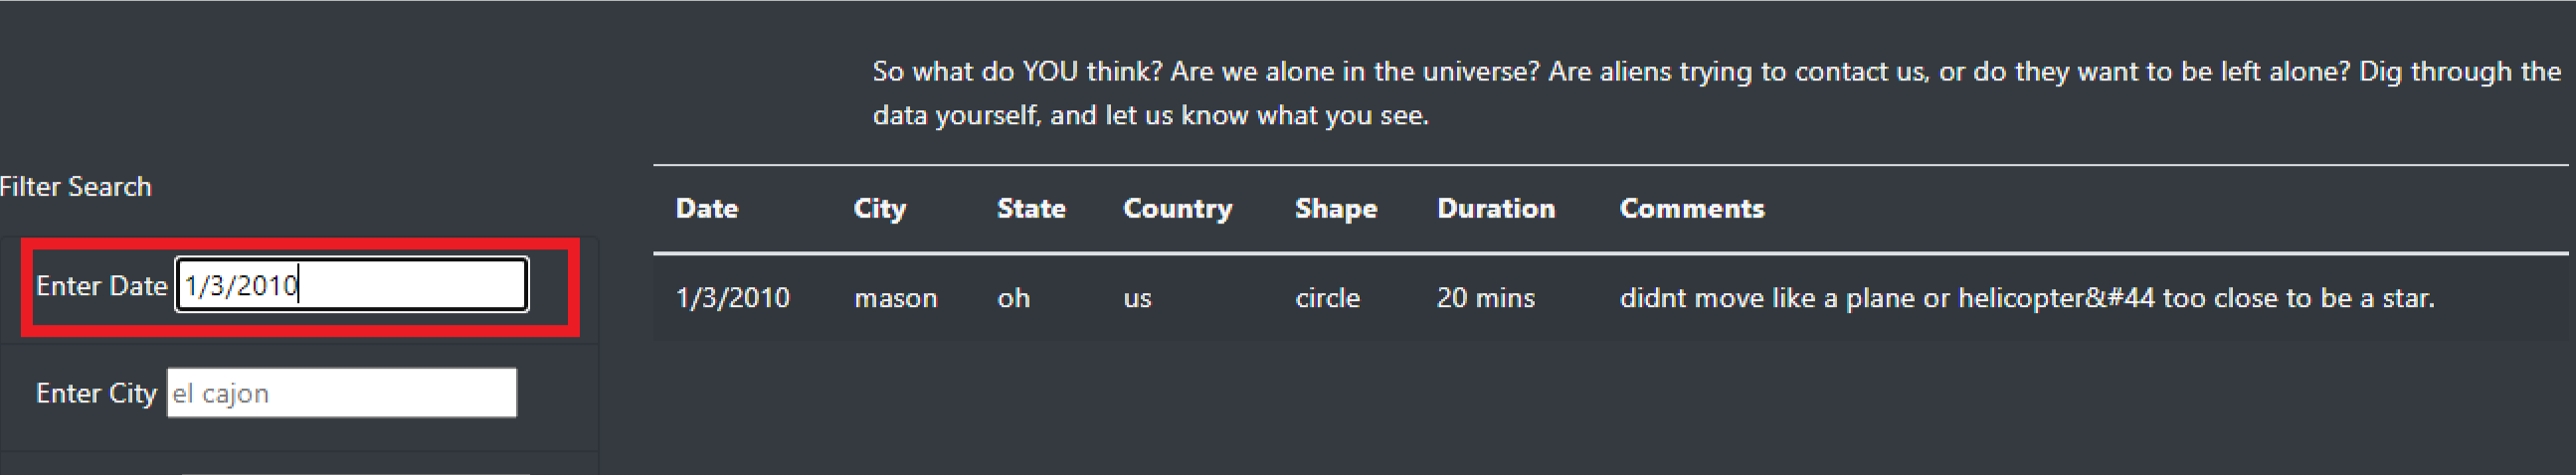 So what do YOU think? Are we alone in the universe? Are aliens trying to contact us, or do they want to be left alone? Dig through the
data yourself, and let us know what you see.
Filter Search
Enter Date 1/3/2010
Enter City el cajon
Date City State Country Shape Duration Comments
1/3/2010 mason oh us circle 20 mins didnt move like a plane or helicopter&#44 too close to be a star.